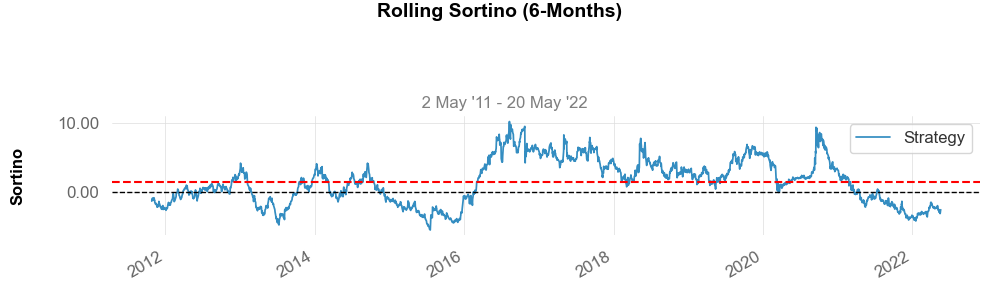 Rolling Sortino (6-Months)
2 May '11 - 20 May '22
Sortino
10.00
0.00
Strategy
2012
2014
2016
2018
2020
2022